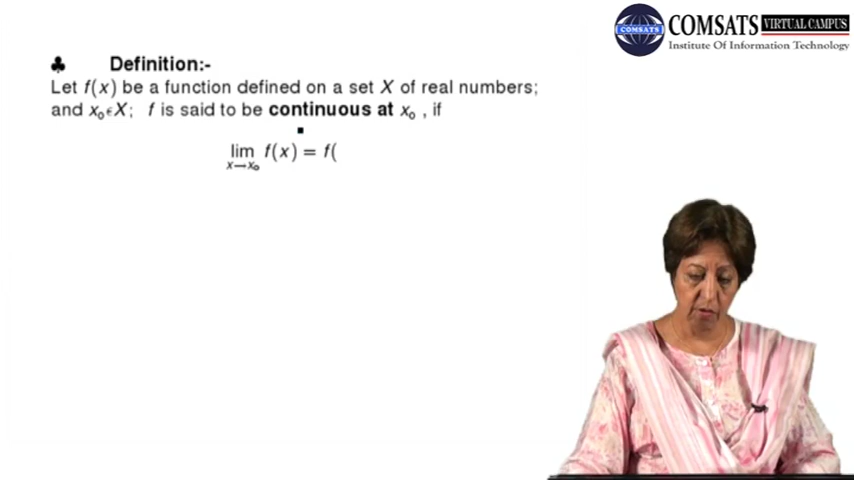 COMSATS VIRTUAL CAMPUS
COMSATS
Institute Of Information Technology
♣ Definition:-
Let f(x) be a function defined on a set X of real numbers;
and x₀ϵX; f is said to be continuous at x₀ , if
lim f(x) = f(
x→x₀